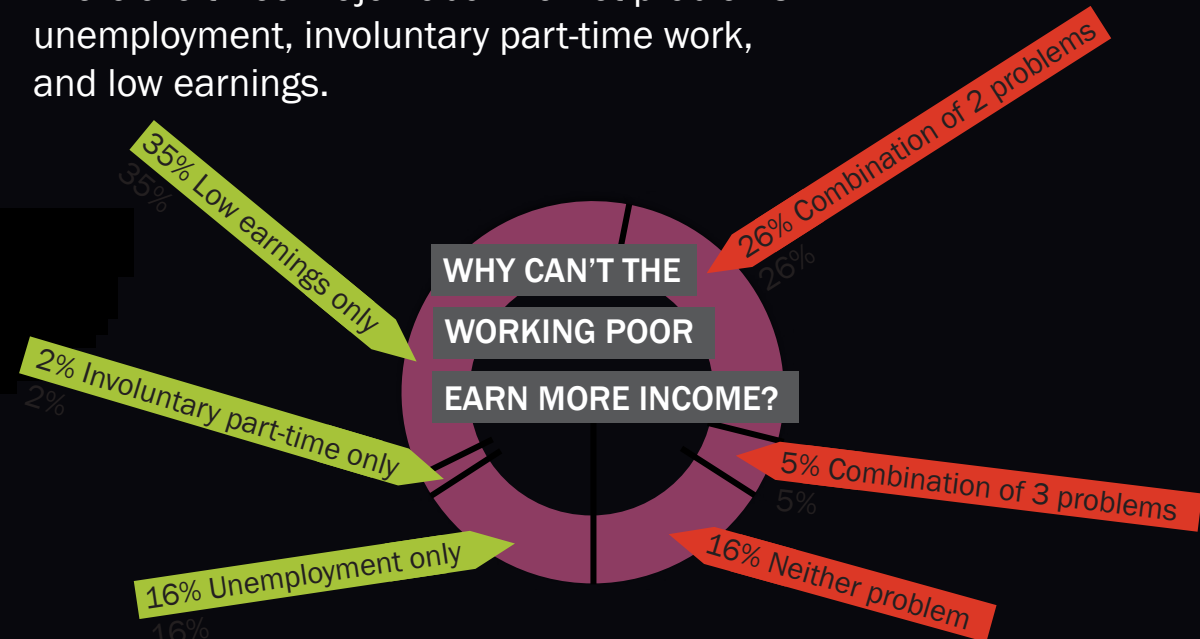 unemployment, involuntary part-time work,
and low earnings.
26% Combination of 2 problems
26%
35% Low earnings only
35%
WHY CAN'T THE
WORKING POOR
EARN MORE INCOME?
2% Involuntary part-time only
2%
5% Combination of 3 problems
5%
16% Unemployment only
16%
16% Neither problem